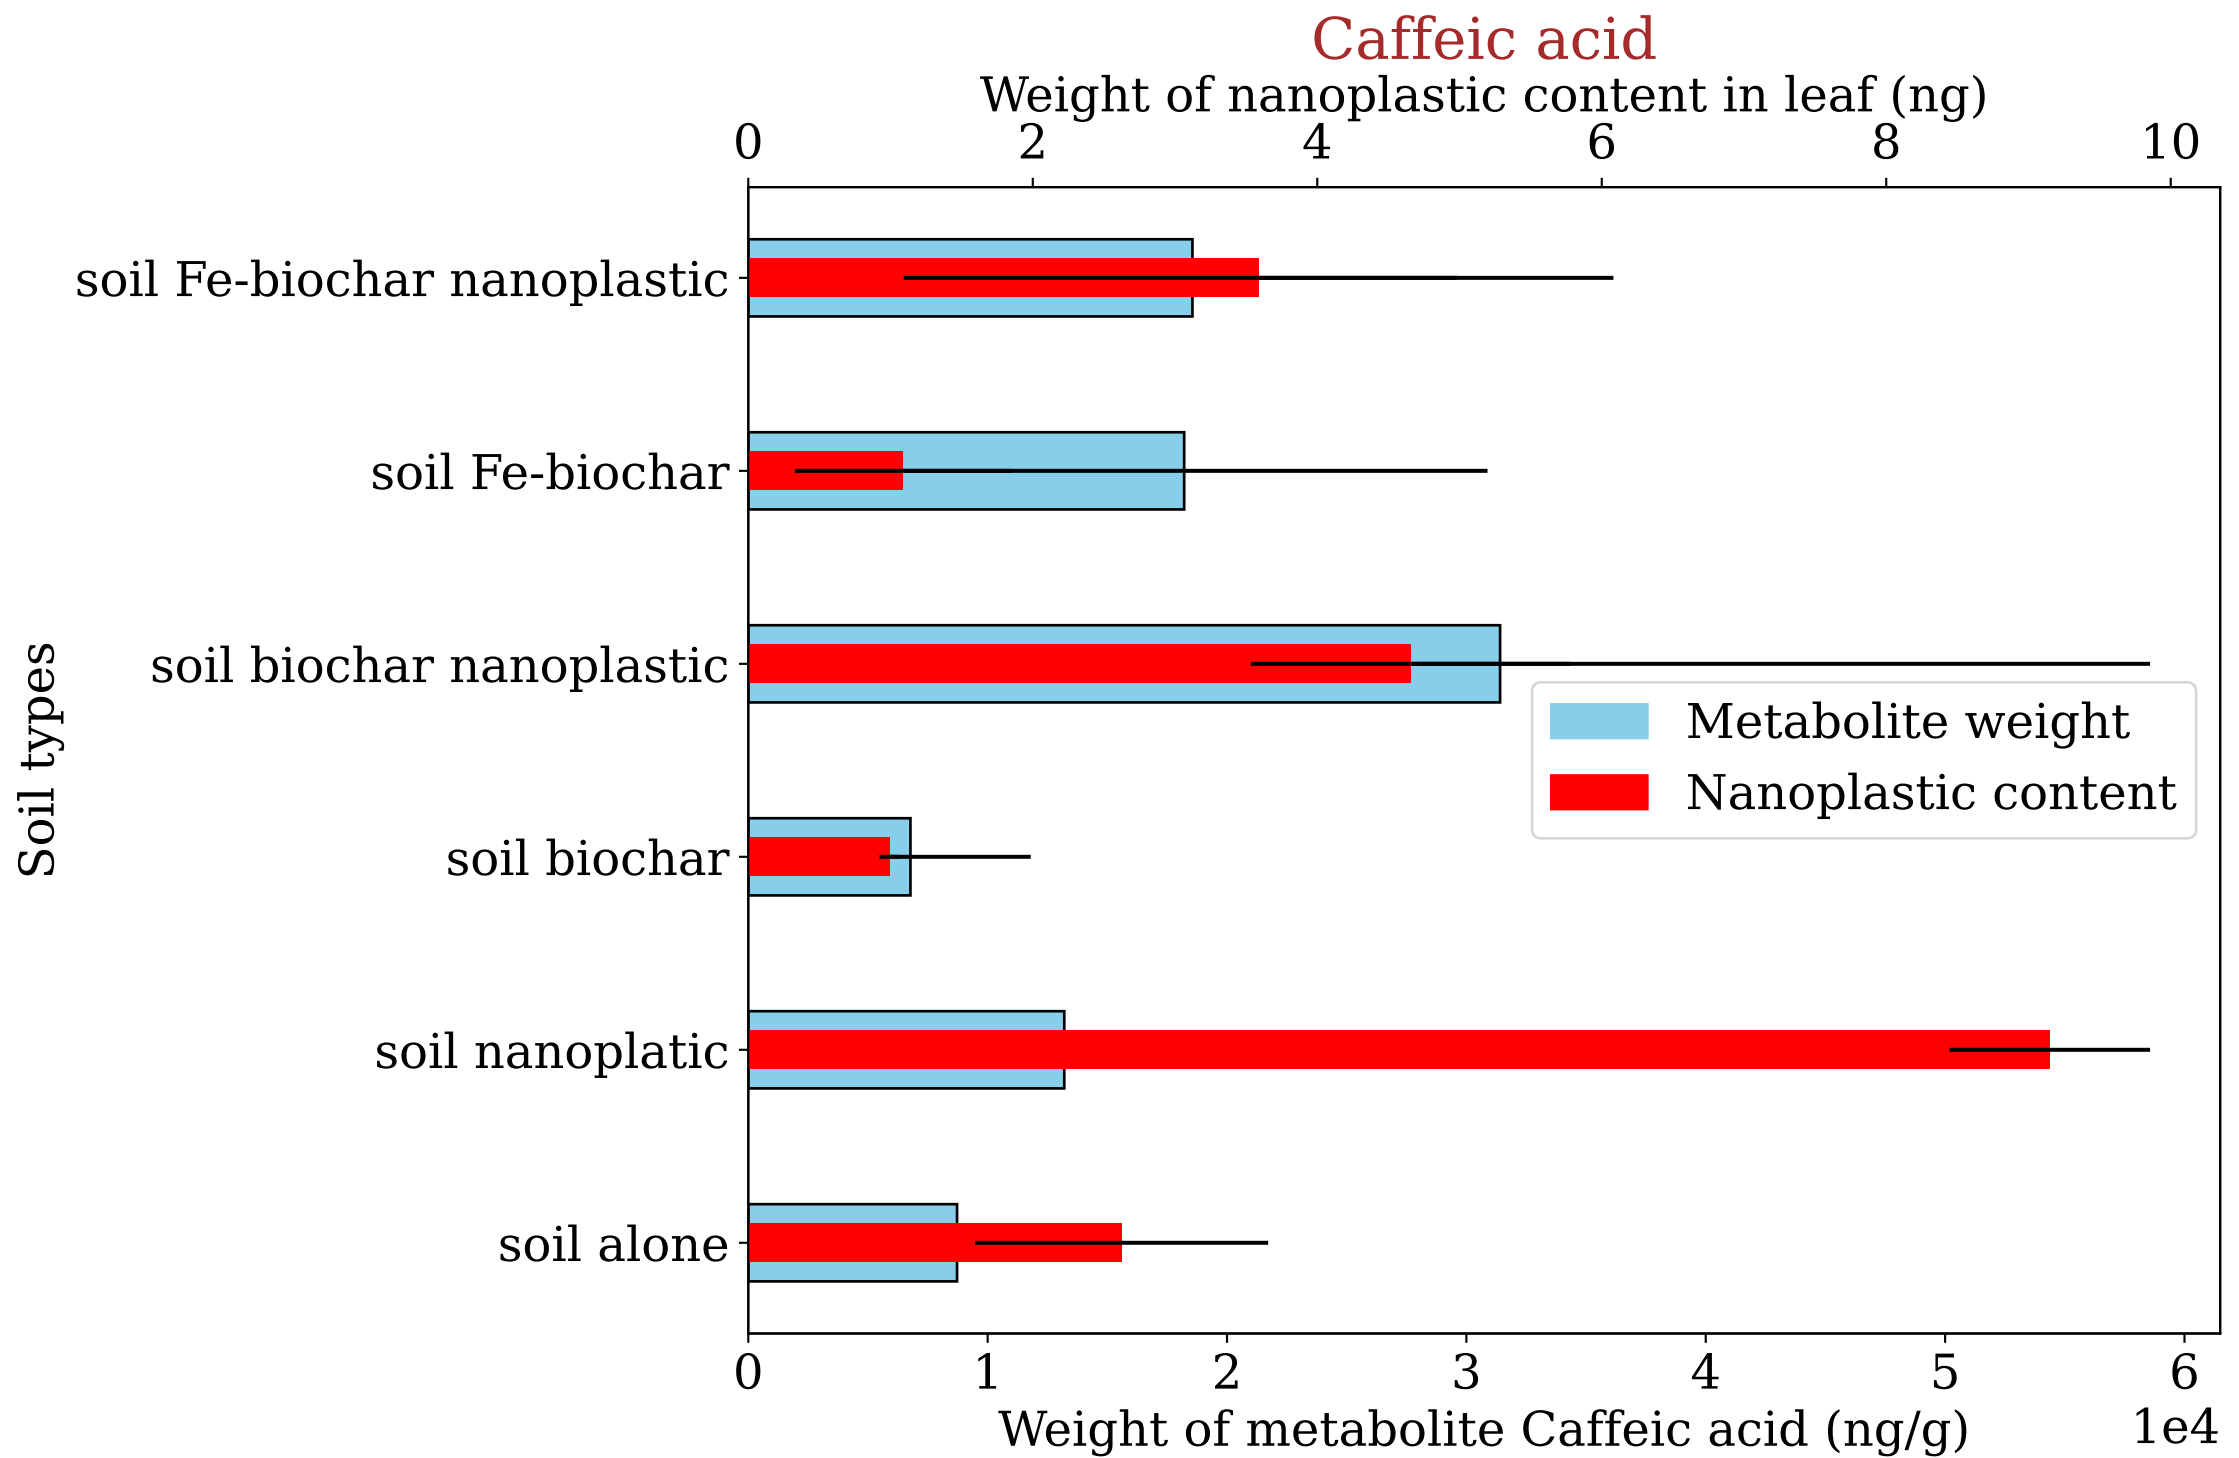 Caffeic acid
Weight of nanoplastic content in leaf (ng)
0 2 4 6 8 10
soil Fe-biochar nanoplastic
soil Fe-biochar
soil biochar nanoplastic
soil biochar
soil nanoplatic
soil alone
Soil types
Metabolite weight
Nanoplastic content
0 1 2 3 4 5 6
Weight of metabolite Caffeic acid (ng/g)
1e4